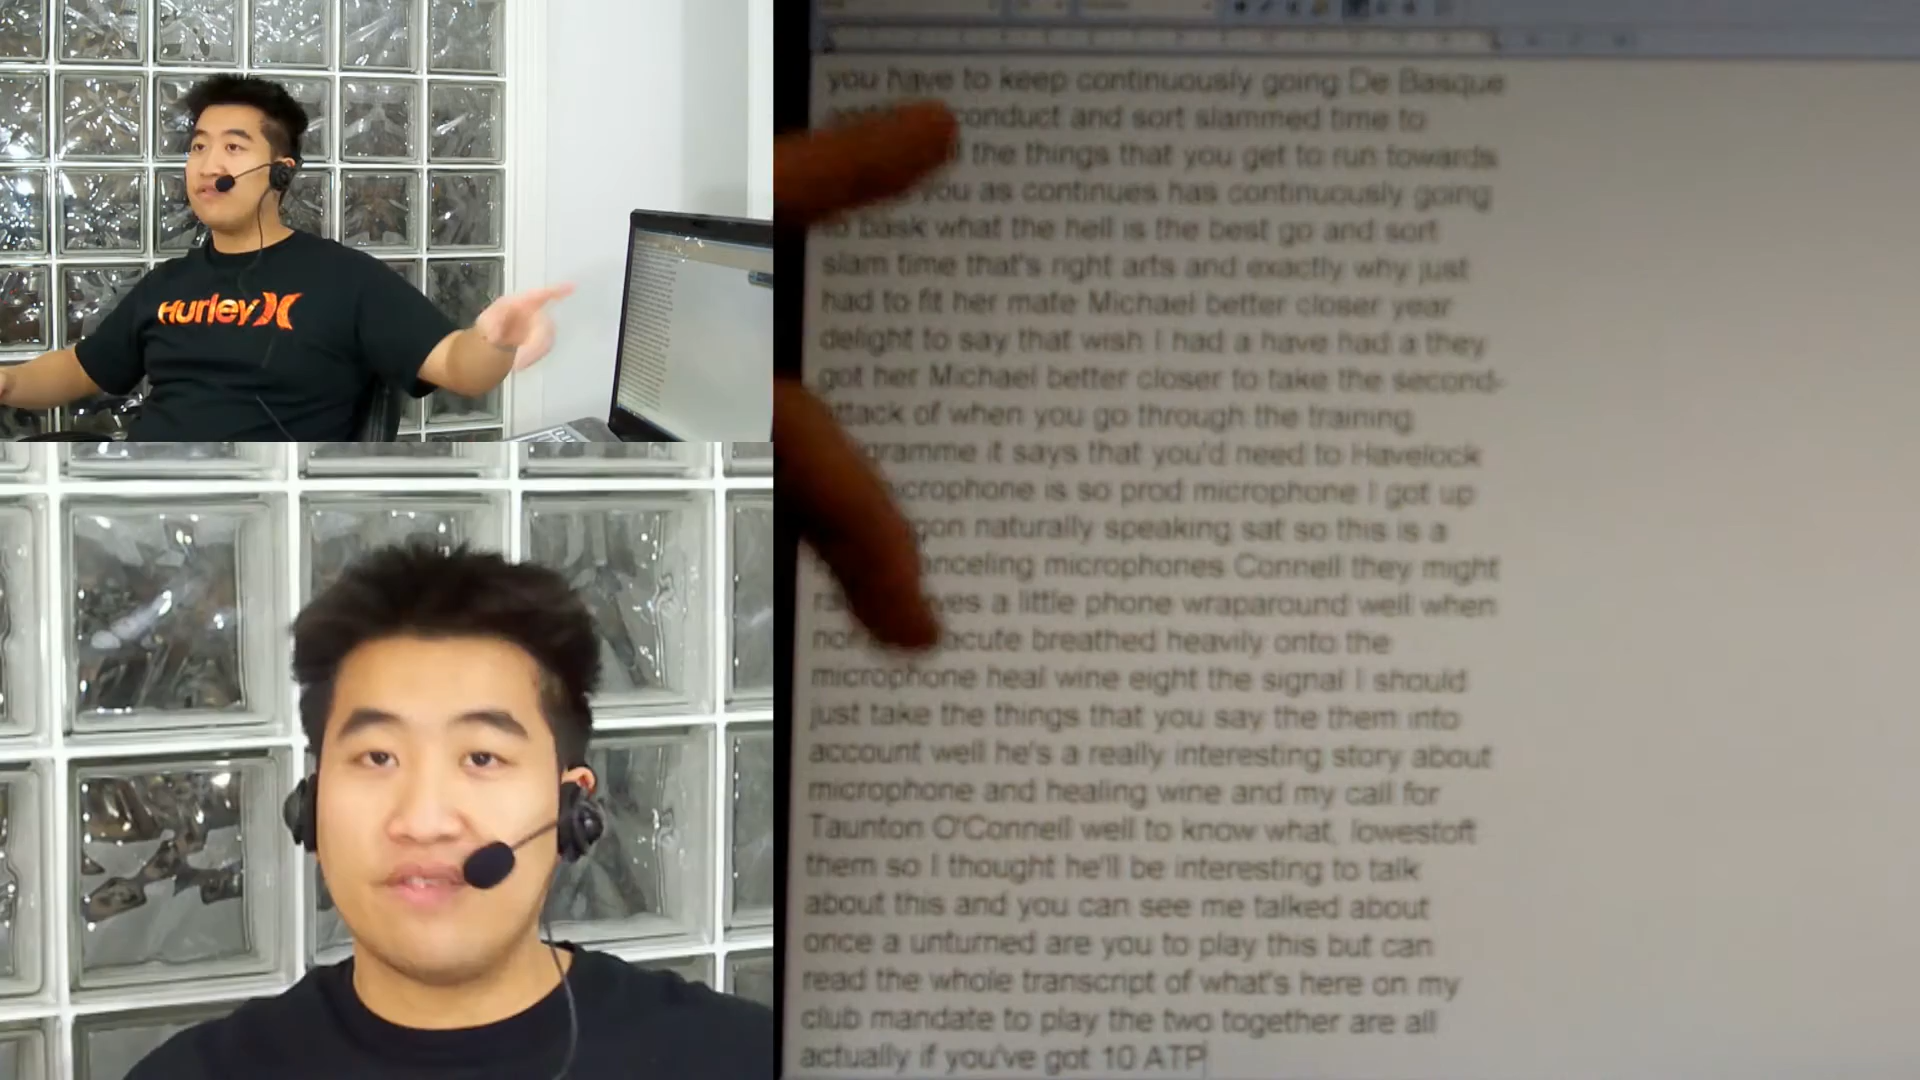 Hurley
you have to keep continuously going De Basque
conduct and sort slammed time to
the things that you get to run towards
you as continues has continuously going
to bask what the hell is the best go and sort
slam time that's right arts and exactly why just
had to fit her mate Michael better closer year
delight to say that wish I had a have had a they
got her Michael better closer to take the second-
attack of when you go through the training
it says that you'd need to Havelock
microphone is so prod microphone I got up
naturally speaking sat so this is a
microphones Connell they might
a little phone wraparound well when
acute breathed heavily onto the
microphone heal wine eight the signal I should
just take the things that you say the them into
account well he's a really interesting story about
microphone and healing wine and my call for
Taunton O'Connell well to know what, lowestoft
them so I thought he'll be interesting to talk
about this and you can see me talked about
once a unturned are you to play this but can
read the whole transcript of what's here on my
club mandate to play the two together are all
actually if you've got 10 ATP